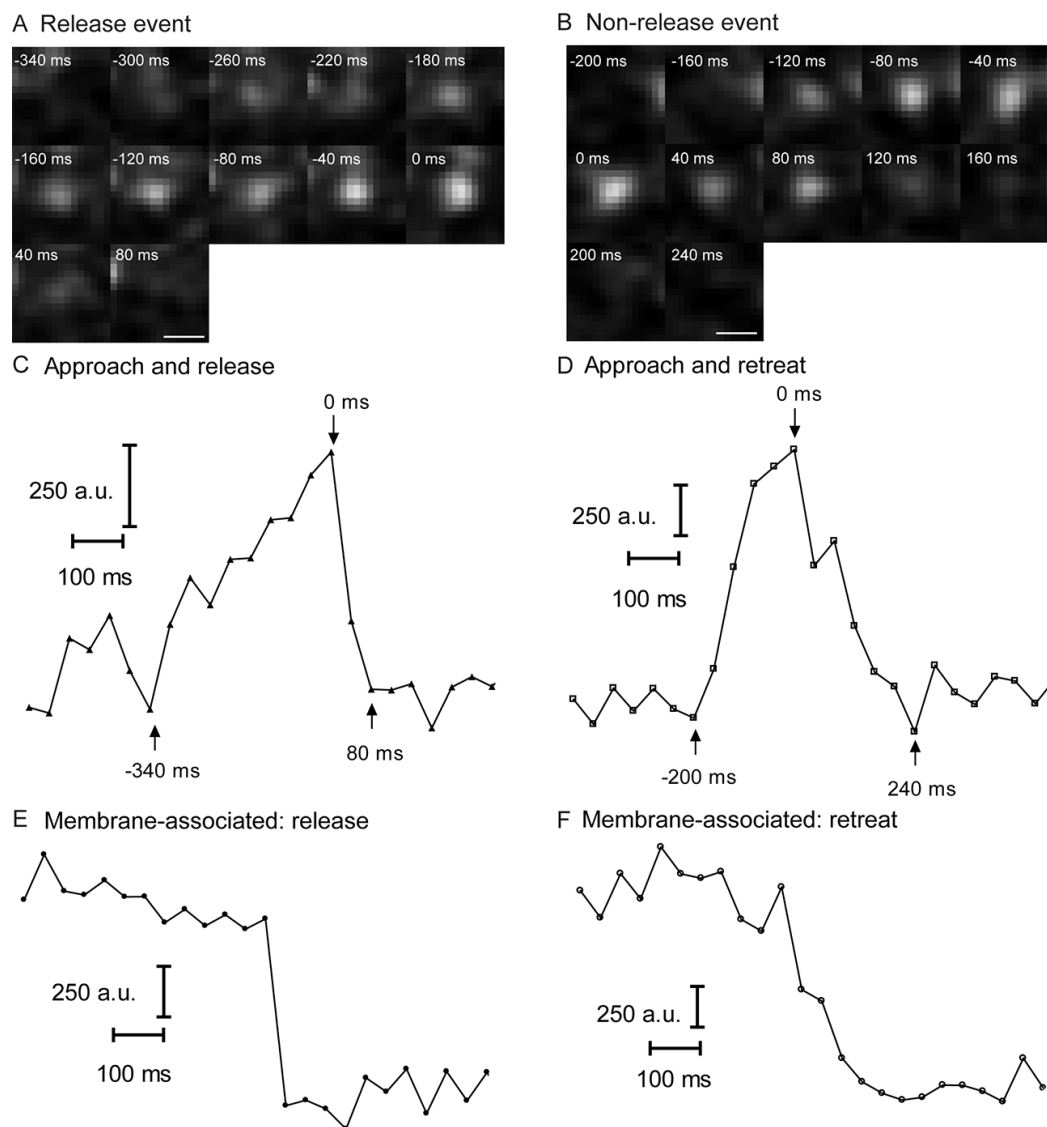 A Release event
-340 ms -300 ms -260 ms -220 ms -180 ms
-160 ms -120 ms -80 ms -40 ms 0 ms
40 ms 80 ms
B Non-release event
-200 ms -160 ms -120 ms -80 ms -40 ms
0 ms 40 ms 80 ms 120 ms 160 ms
200 ms 240 ms
C Approach and release
0 ms
250 a.u.
100 ms
-340 ms
80 ms
D Approach and retreat
0 ms
250 a.u.
100 ms
-200 ms
240 ms
E Membrane-associated: release
250 a.u.
100 ms
F Membrane-associated: retreat
250 a.u.
100 ms